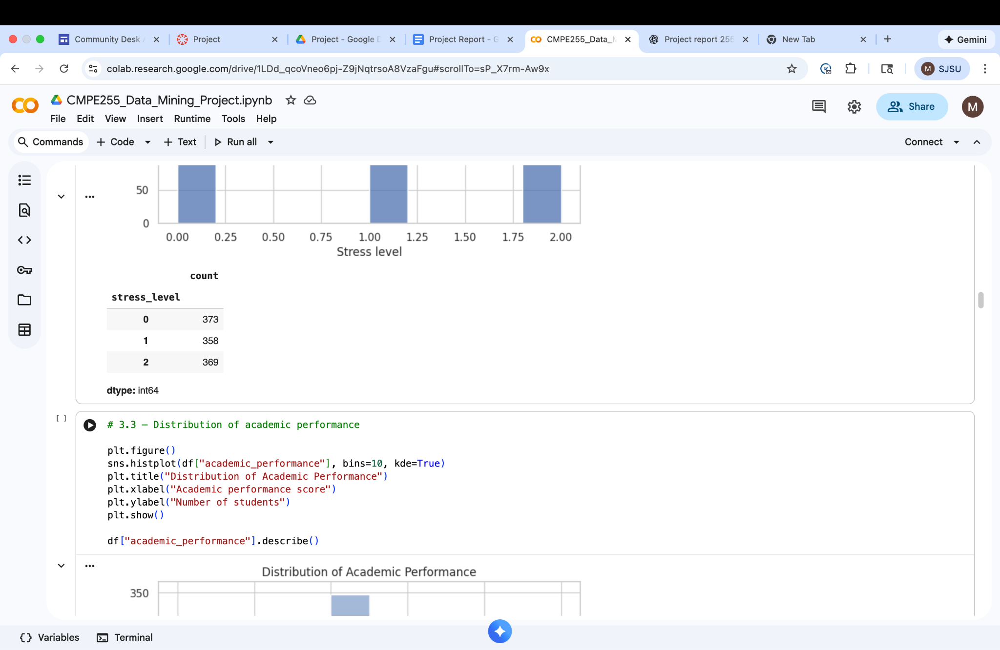 Community Desk
Project
Project - Google
Project Report -
CMPE255_Data_
Project report 255
New Tab
Gemini
colab.research.google.com/drive/1LDd_qcoVneo6pj-Z9jNqtrsoA8VzaFgu#scrollTo=sP_X7rm-Aw9x
M SJSU
CMPE255_Data_Mining_Project.ipynb
File Edit View Insert Runtime Tools Help
Share
M
Commands + Code + Text Run all
Connect
50
0
0.00 0.25 0.50 0.75 1.00 1.25 1.50 1.75 2.00
Stress level
count
stress_level
0 373
1 358
2 369
dtype: int64
[ ]
# 3.3 – Distribution of academic performance
plt.figure()
sns.histplot(df["academic_performance"], bins=10, kde=True)
plt.title("Distribution of Academic Performance")
plt.xlabel("Academic performance score")
plt.ylabel("Number of students")
plt.show()
df["academic_performance"].describe()
Distribution of Academic Performance
350
Variables
Terminal